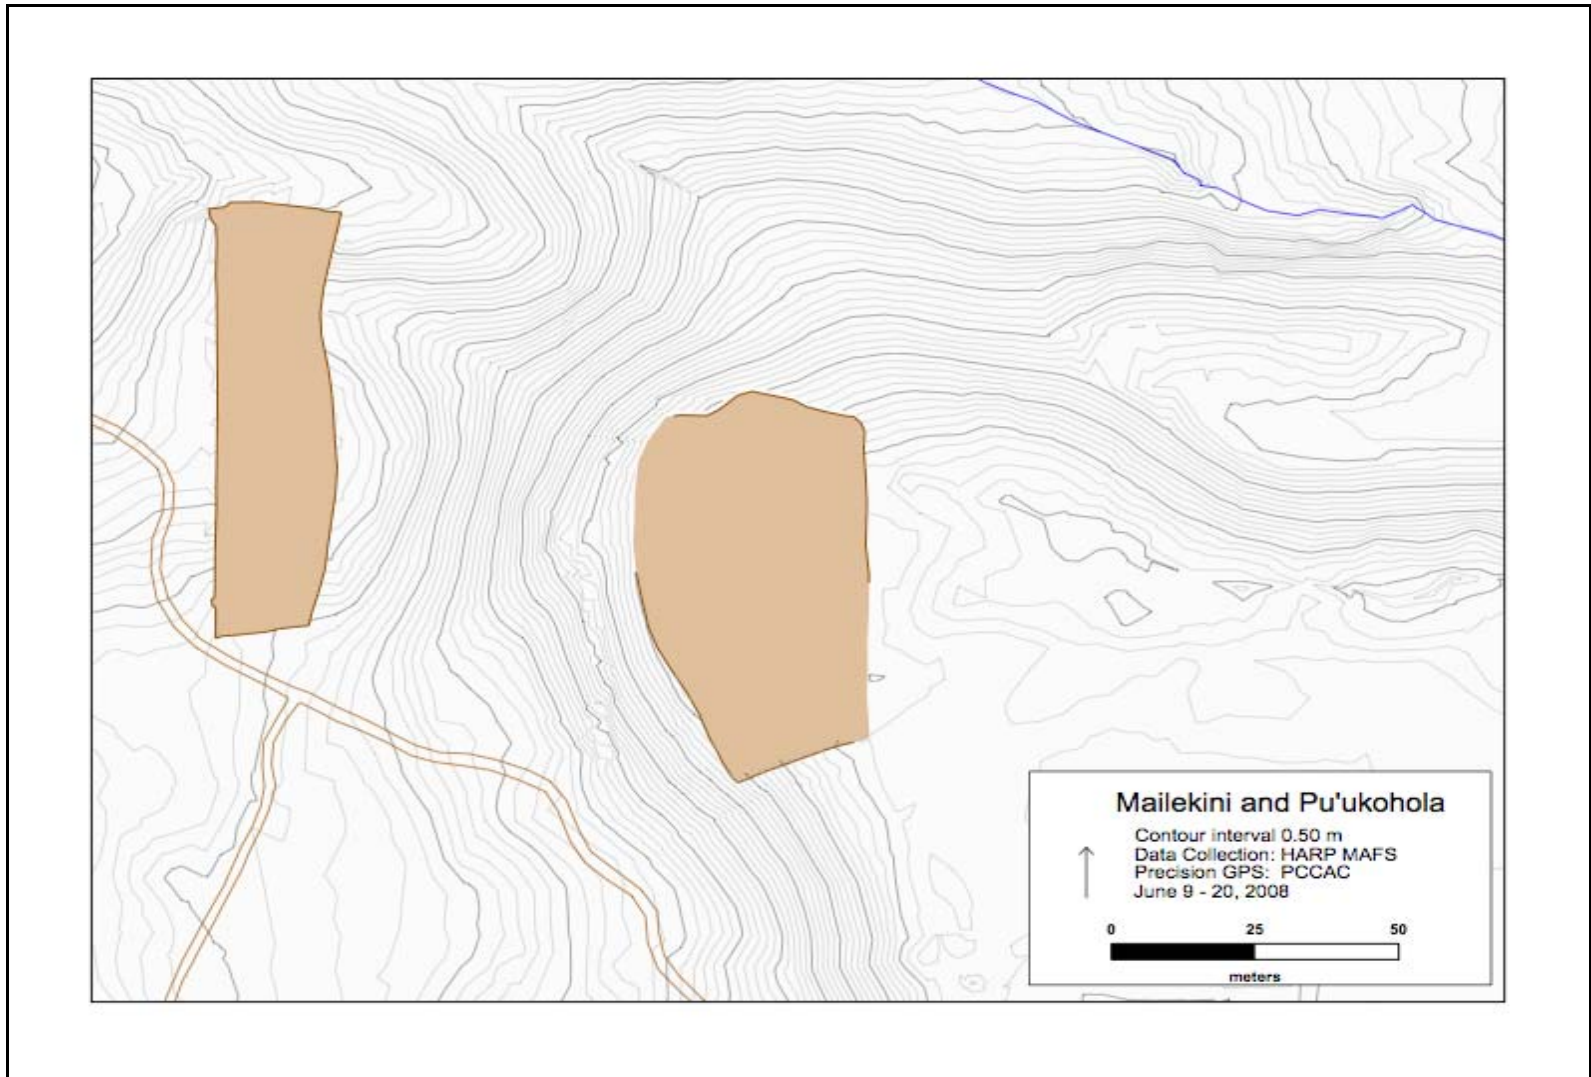 Mailekini and Pu'ukohola
Contour interval 0.50 m
Data Collection: HARP MAFS
Precision GPS: PCCAC
June 9 - 20, 2008
0 25 50
meters